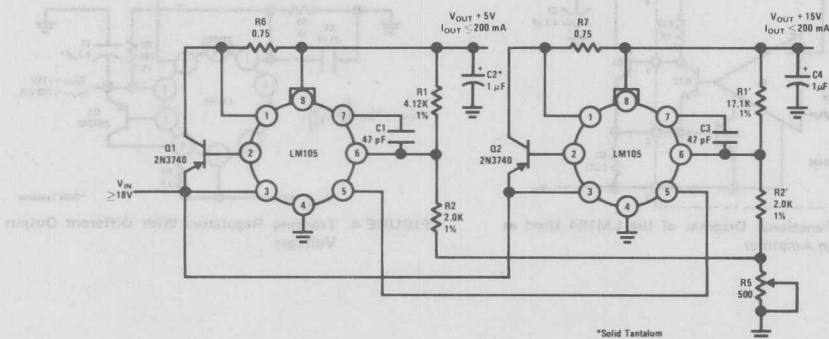 R6
0.75
VOUT + 5V
IOUT ≤200 mA
C2*
1 μF
R1
4.12K
1%
C1
47 pF
1
8
7
2
LM105
6
3
4
5
Q1
2N3740
VIN
≥18V
R2
2.0K
1%
R7
0.75
VOUT + 15V
IOUT ≤200 mA
C4
1μF
R1'
17.1K
1%
C3
47 pF
1
8
7
2
LM105
6
3
4
5
Q2
2N3740
R2'
2.0K
1%
R5
500
*Solid Tantalum